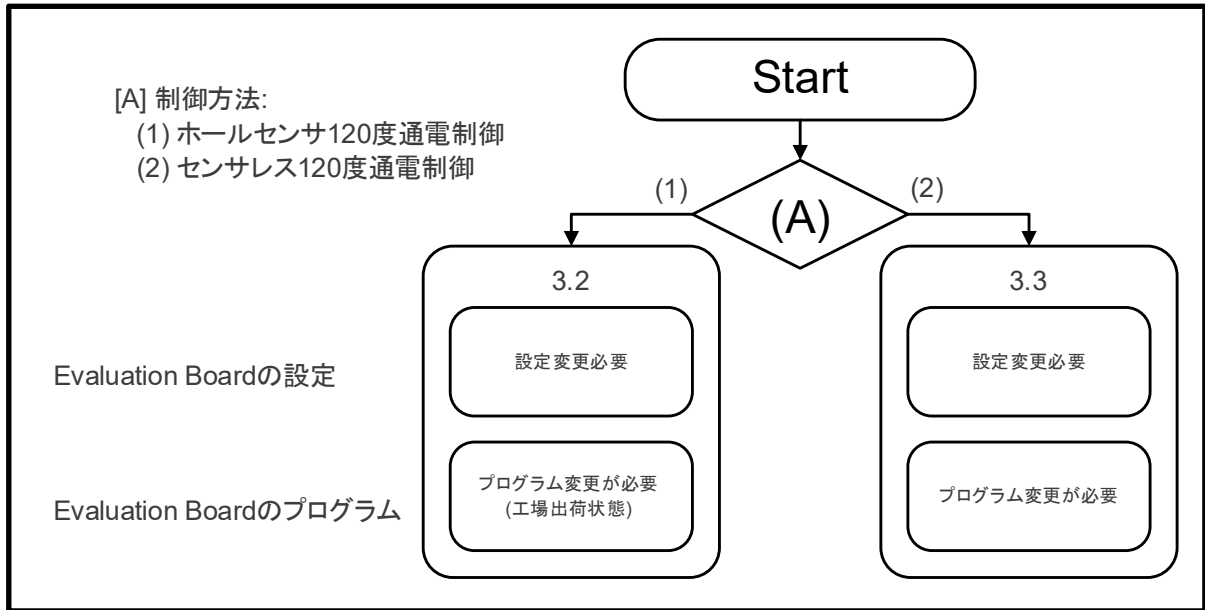 Start
[A] 制御方法:
(1) ホールセンサ120度通電制御
(2) センサレス120度通電制御
(1)
(A)
(2)
3.2
3.3
Evaluation Boardの設定
設定変更必要
設定変更必要
Evaluation Boardのプログラム
プログラム変更が必要
(工場出荷状態)
プログラム変更が必要